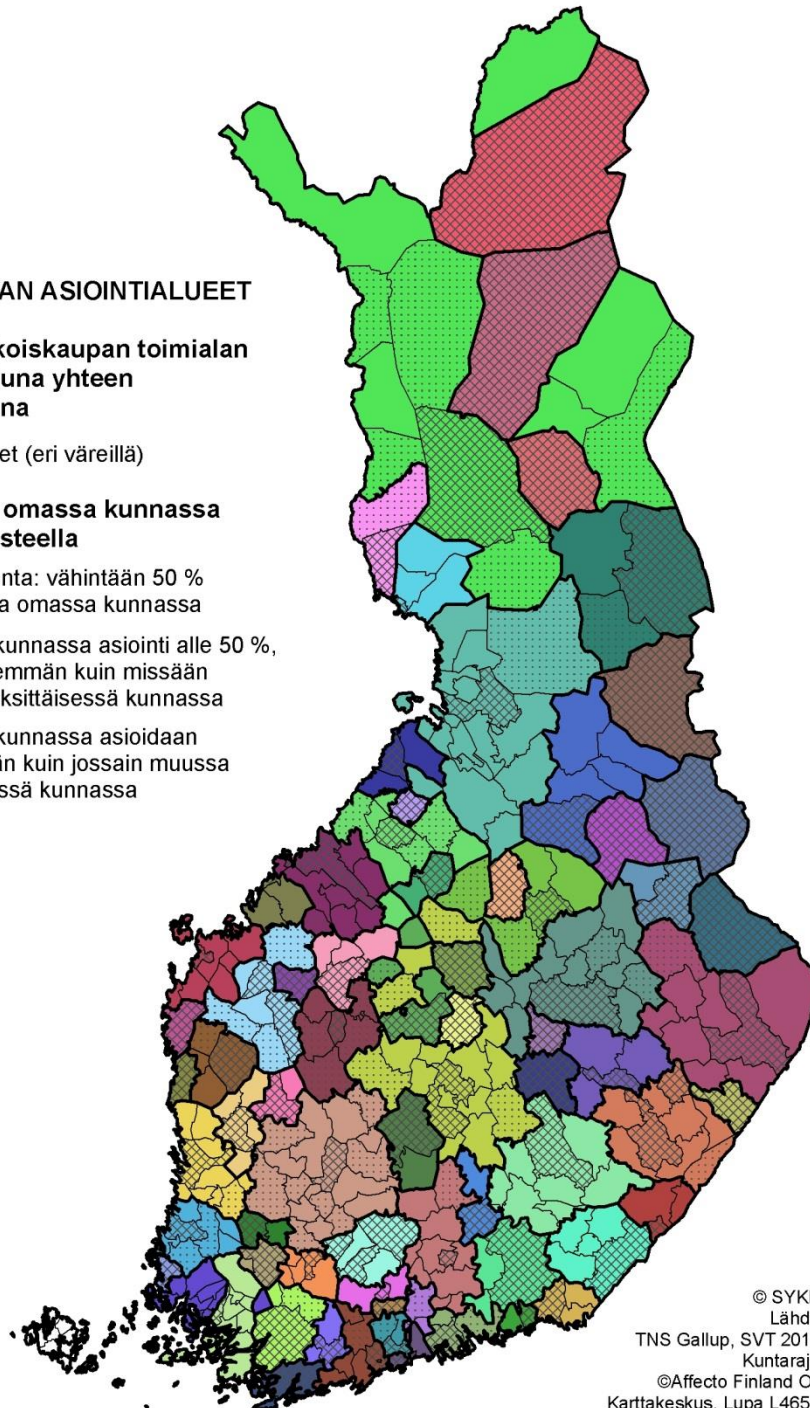 AN ASIOINTIALUEET
koiskaupan toimialan
una yhteen
na
et (eri väreillä)
omassa kunnassa
steella
nta: vähintään 50 %
a omassa kunnassa
kunnassa asiointi alle 50 %,
emmän kuin missään
ksittäisessä kunnassa
kunnassa asioidaan
n kuin jossain muussa
ssä kunnassa
© SYK
Lähd
TNS Gallup, SVT 201
Kuntaraj
©Affecto Finland O
Karttakeskus, Lupa L465